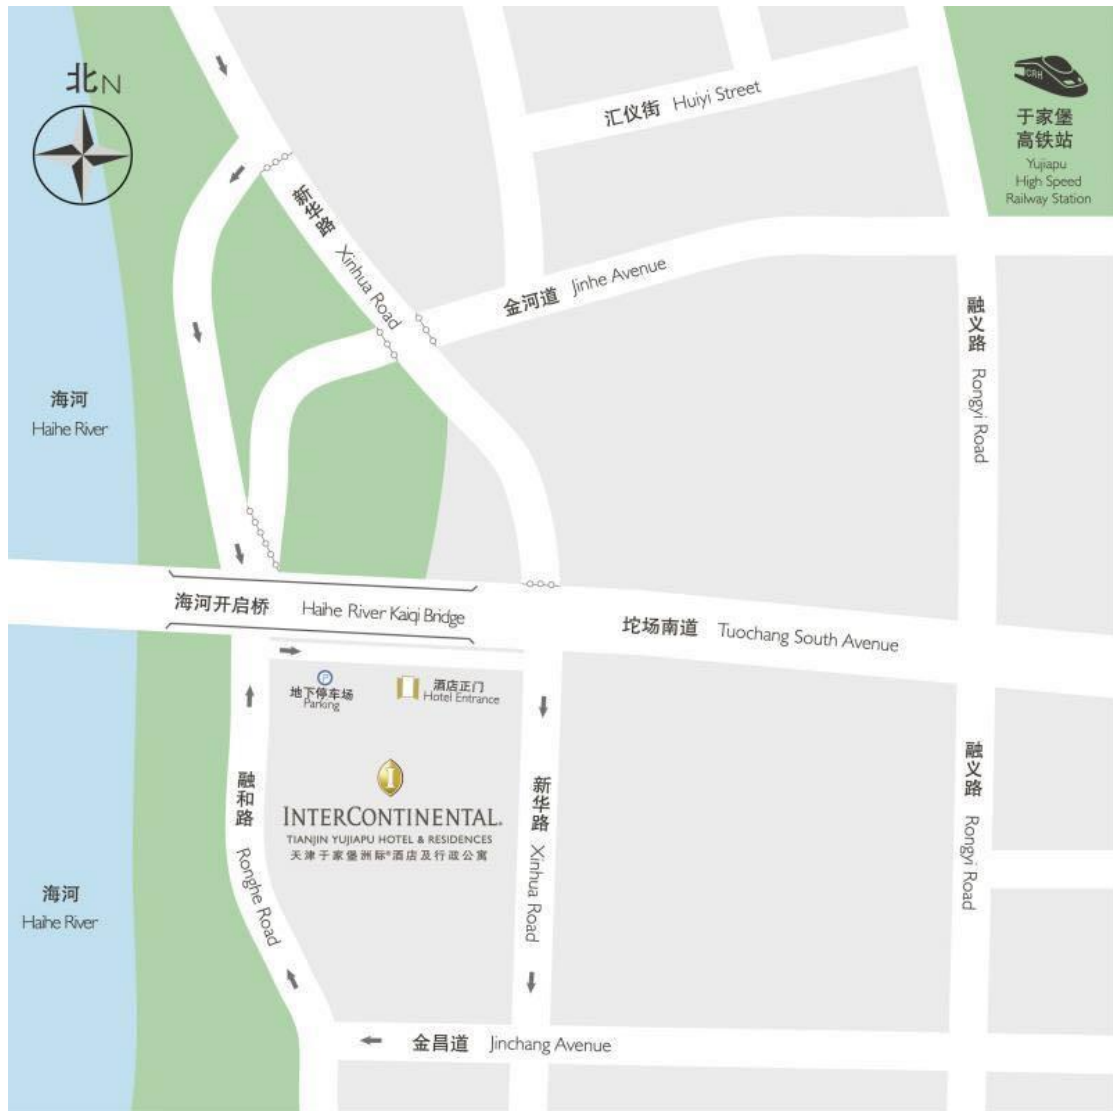 北N
汇仪街 Huiyi Street
CRH
于家堡
高铁站
Yujiapu
High Speed
Railway Station
新华路 Xinhua Road
金河道 Jinhe Avenue
融义路 Rongyi Road
海河
Haihe River
海河开启桥 Haihe River Kaiqi Bridge
坨场南道 Tuochang South Avenue
P
地下停车场
Parking
酒店正门
Hotel Entrance
融和路 Ronghe Road
I
INTERCONTINENTAL®
TIANJIN YUJIAPU HOTEL & RESIDENCES
天津于家堡洲际®酒店及行政公寓
新华路 Xinhua Road
融义路 Rongyi Road
海河
Haihe River
金昌道 Jinchang Avenue